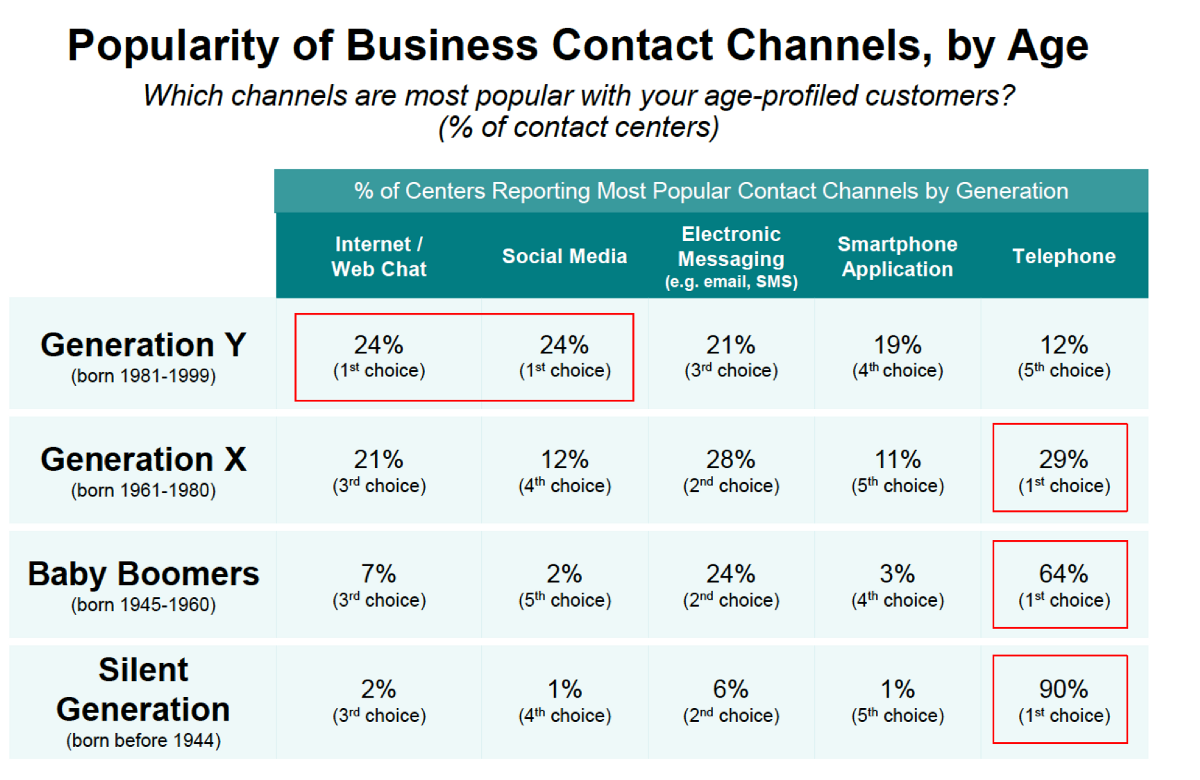 Popularity of Business Contact Channels, by Age
Which channels are most popular with your age-profiled customers?
(% of contact centers)
% of Centers Reporting Most Popular Contact Channels by Generation
Internet /
Web Chat
Social Media
Electronic
Messaging
(e.g. email, SMS)
Smartphone
Application
Telephone
Generation Y
(born 1981-1999)
24% 24% 21% 19% 12%
(1st choice) (1st choice) (3rd choice) (4th choice) (5th choice)
Generation X
(born 1961-1980)
21% 12% 28% 11% 29%
(3rd choice) (4th choice) (2nd choice) (5th choice) (1st choice)
Baby Boomers
(born 1945-1960)
7% 2% 24% 3% 64%
(3rd choice) (5th choice) (2nd choice) (4th choice) (1st choice)
Silent
Generation
(born before 1944)
2% 1% 6% 1% 90%
(3rd choice) (4th choice) (2nd choice) (5th choice) (1st choice)